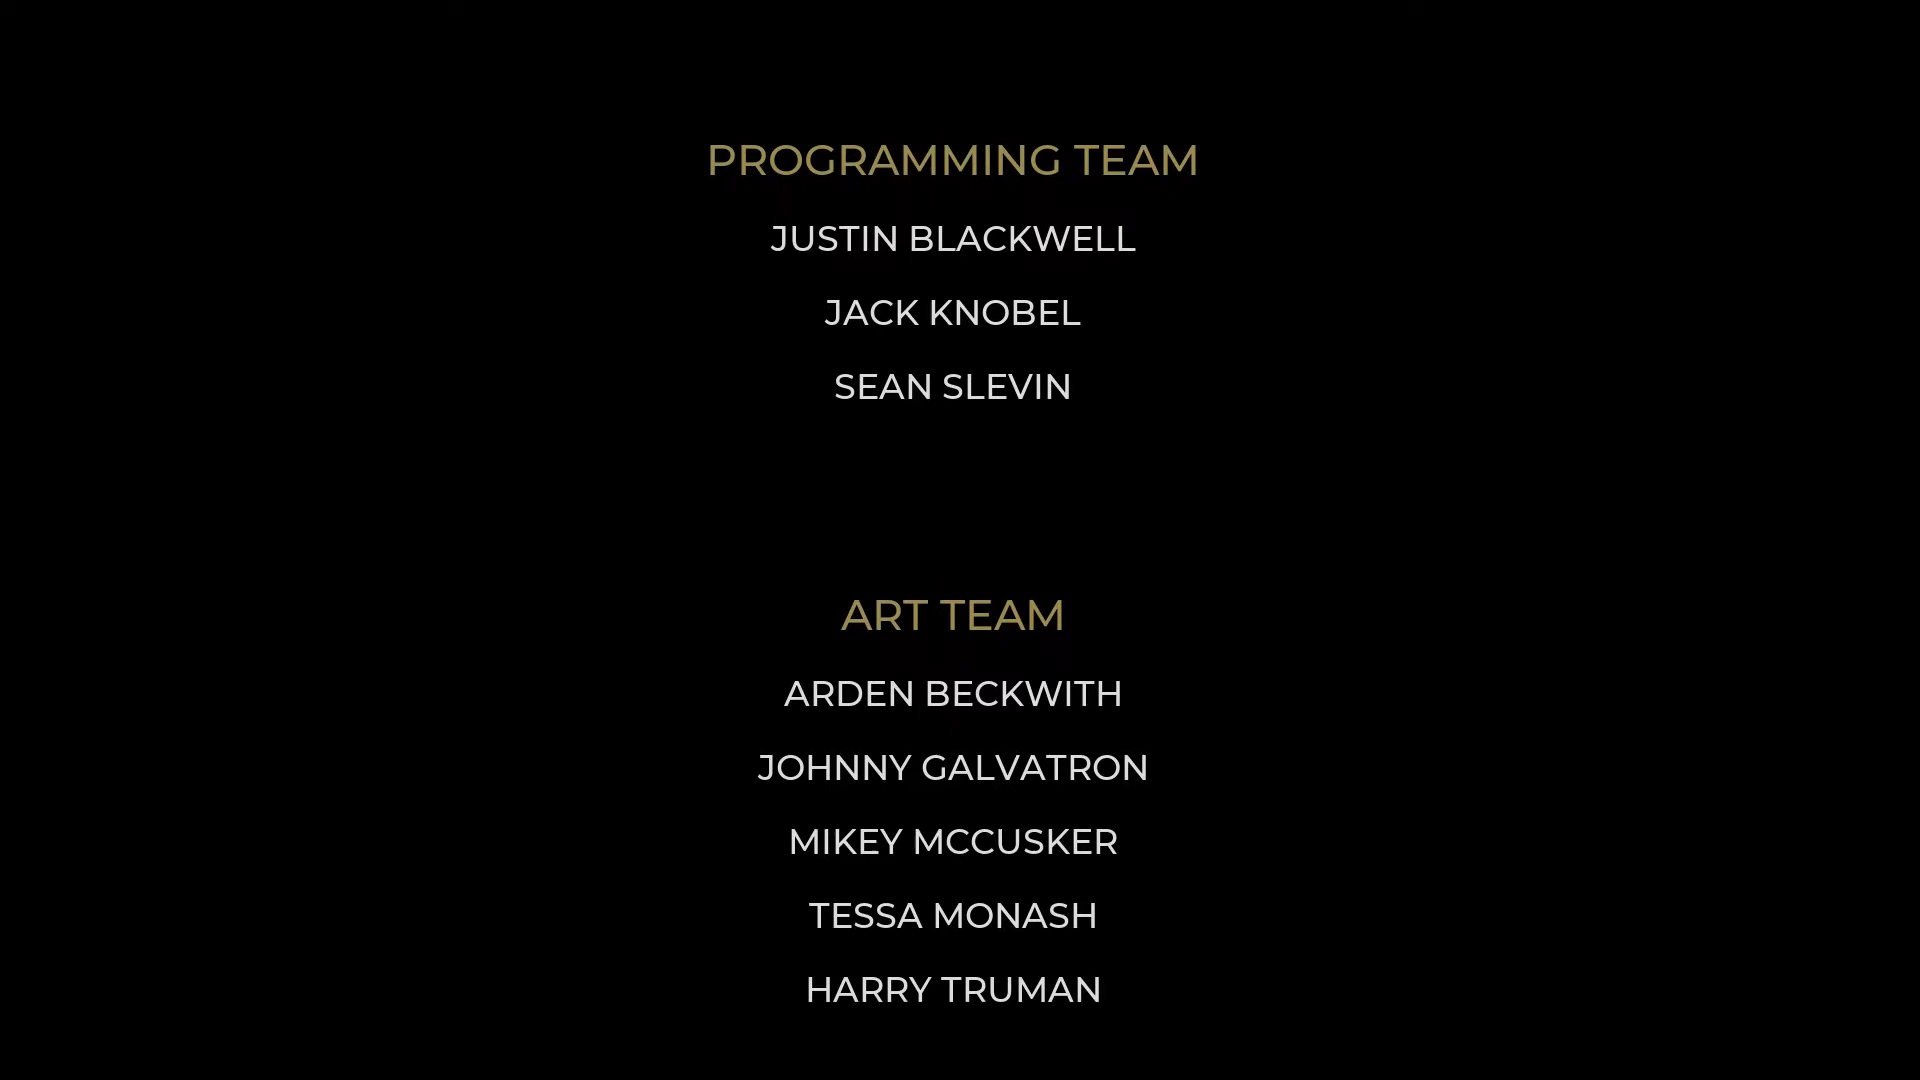 PROGRAMMING TEAM
JUSTIN BLACKWELL
JACK KNOBEL
SEAN SLEVIN
ART TEAM
ARDEN BECKWITH
JOHNNY GALVATRON
MIKEY MCCUSKER
TESSA MONASH
HARRY TRUMAN